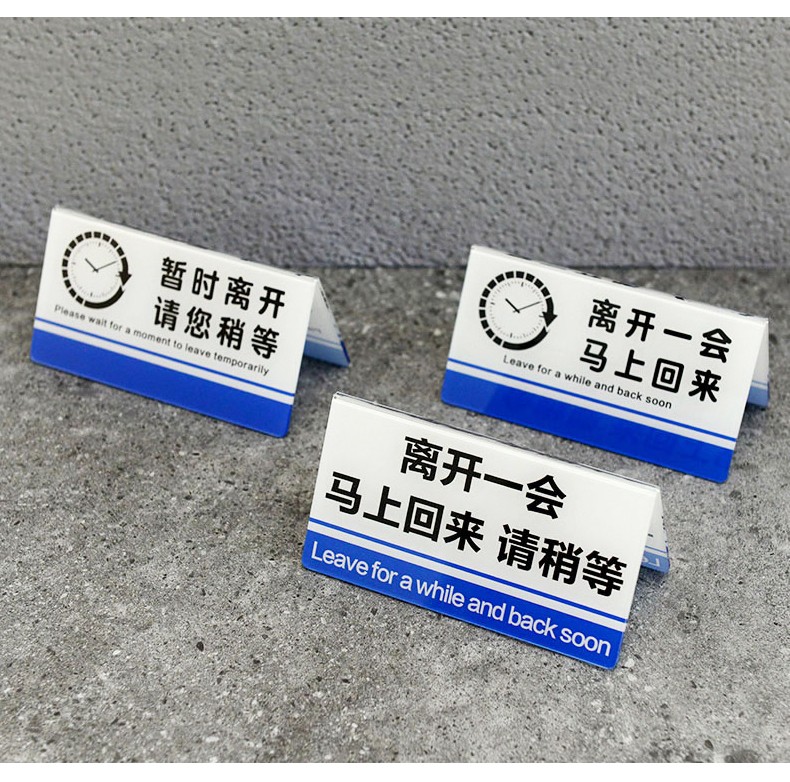 暂时离开
请您稍等
Please wait for a moment to leave temporarily
离开一会
马上回来
Leave for a while and back soon
离开一会
马上回来 请稍等
Leave for a while and back soon